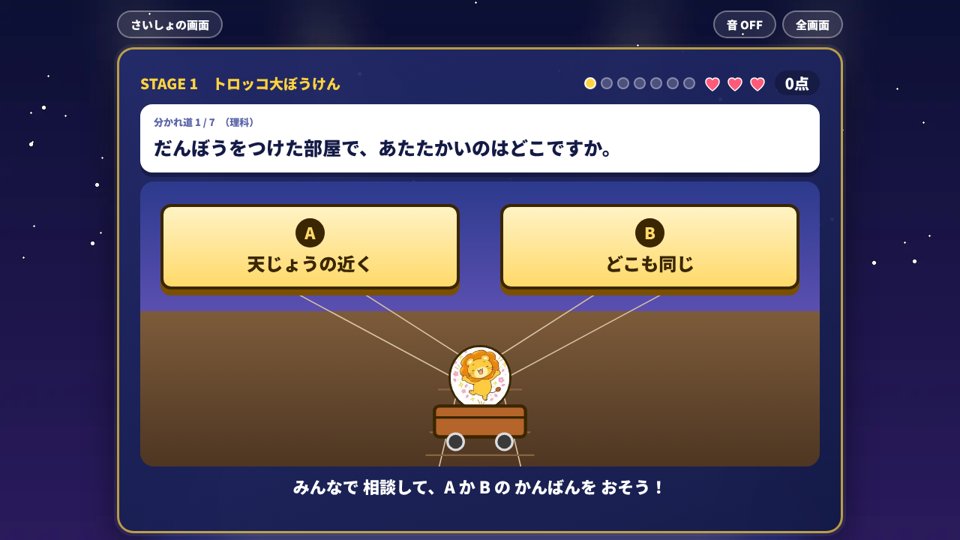 さいしょの画面
音 OFF
全画面
STAGE 1 トロッコ大ぼうけん
0点
分かれ道 1 / 7 （理科）
だんぼうをつけた部屋で、あたたかいのはどこですか。
A
天じょうの近く
B
どこも同じ
みんなで 相談して、A か B の かんばんを おそう！